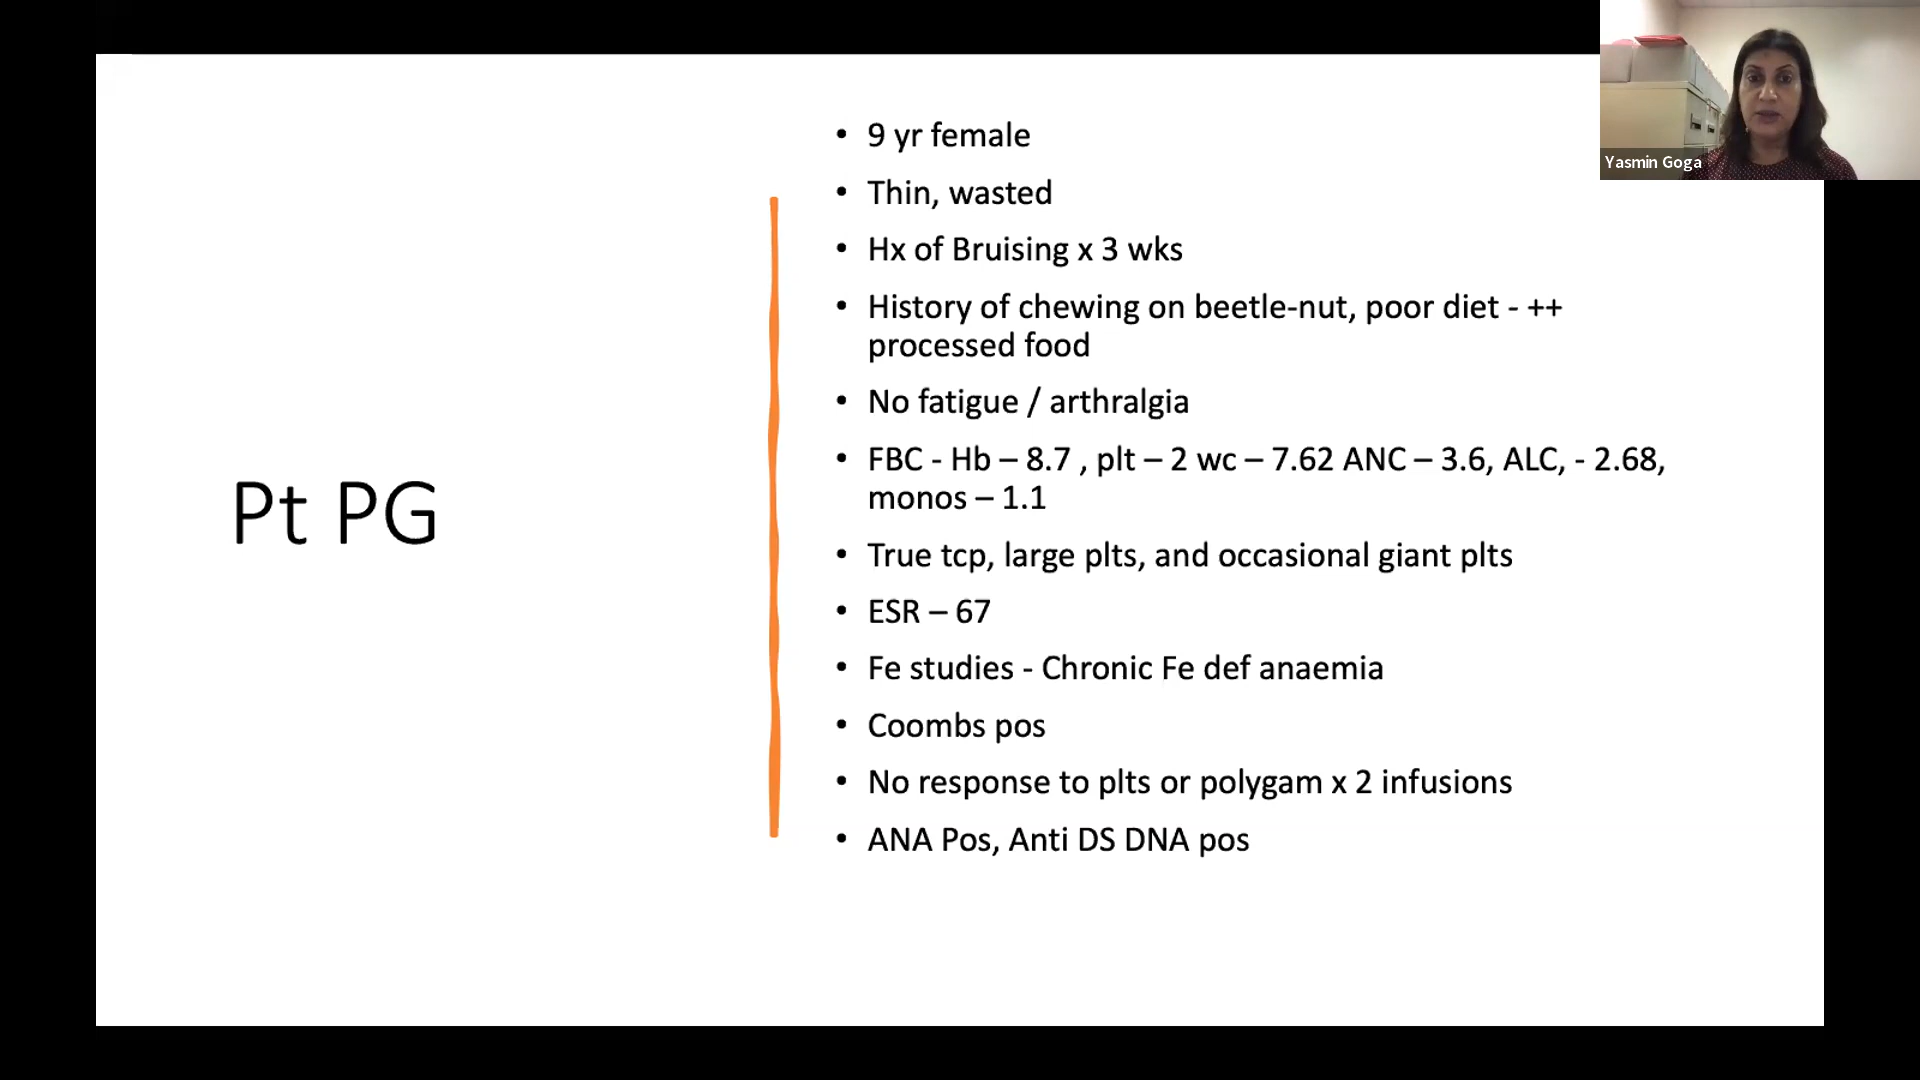 Yasmin Goga
Pt PG
• 9 yr female
• Thin, wasted
• Hx of Bruising x 3 wks
• History of chewing on beetle-nut, poor diet - ++
processed food
• No fatigue / arthralgia
• FBC - Hb – 8.7 , plt – 2 wc – 7.62 ANC – 3.6, ALC, - 2.68,
monos – 1.1
• True tcp, large plts, and occasional giant plts
• ESR – 67
• Fe studies - Chronic Fe def anaemia
• Coombs pos
• No response to plts or polygam x 2 infusions
• ANA Pos, Anti DS DNA pos